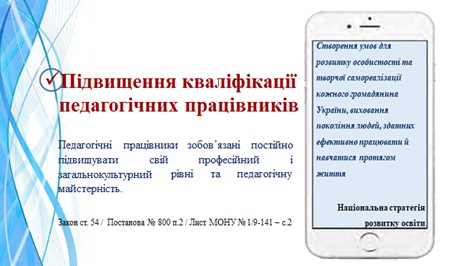 Підвищення кваліфікації
педагогічних працівників
Педагогічні працівники зобов’язані постійно
підвищувати свій професійний і
загальнокультурний рівні та педагогічну
майстерність.
Закон ст. 54 / Постанова № 800 п.2 / Лист МОНУ № 1/9-141 – с.2
Створення умов для
розвитку особистості та
творчої самореалізації
кожного громадянина
України, виховання
покоління людей, здатних
ефективно працювати й
навчатися протягом
життя
Національна стратегія
розвитку освіти